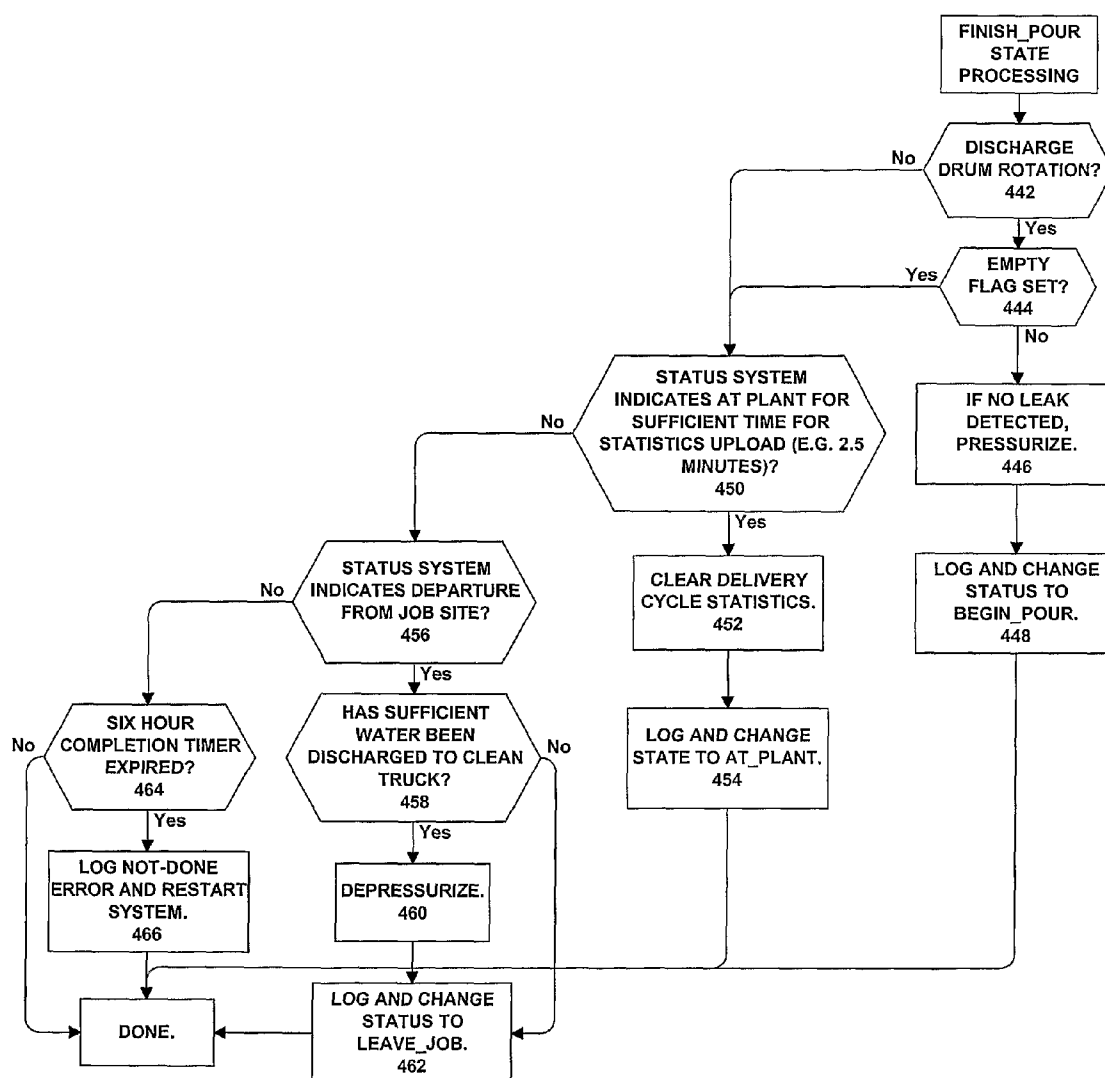 FINISH_POUR
STATE
PROCESSING
DISCHARGE
DRUM ROTATION?
442
No
Yes
EMPTY
FLAG SET?
444
Yes
No
IF NO LEAK
DETECTED,
PRESSURIZE.
446
LOG AND CHANGE
STATUS TO
BEGIN_POUR.
448
STATUS SYSTEM
INDICATES AT PLANT FOR
SUFFICIENT TIME FOR
STATISTICS UPLOAD (E.G. 2.5
MINUTES)?
450
No
Yes
CLEAR DELIVERY
CYCLE STATISTICS.
452
LOG AND CHANGE
STATE TO AT_PLANT.
454
STATUS SYSTEM
INDICATES DEPARTURE
FROM JOB SITE?
456
No
Yes
HAS SUFFICIENT
WATER BEEN
DISCHARGED TO CLEAN
TRUCK?
458
No
Yes
DEPRESSURIZE.
460
LOG AND CHANGE
STATUS TO
LEAVE_JOB.
462
SIX HOUR
COMPLETION TIMER
EXPIRED?
464
No
Yes
LOG NOT-DONE
ERROR AND RESTART
SYSTEM.
466
DONE.